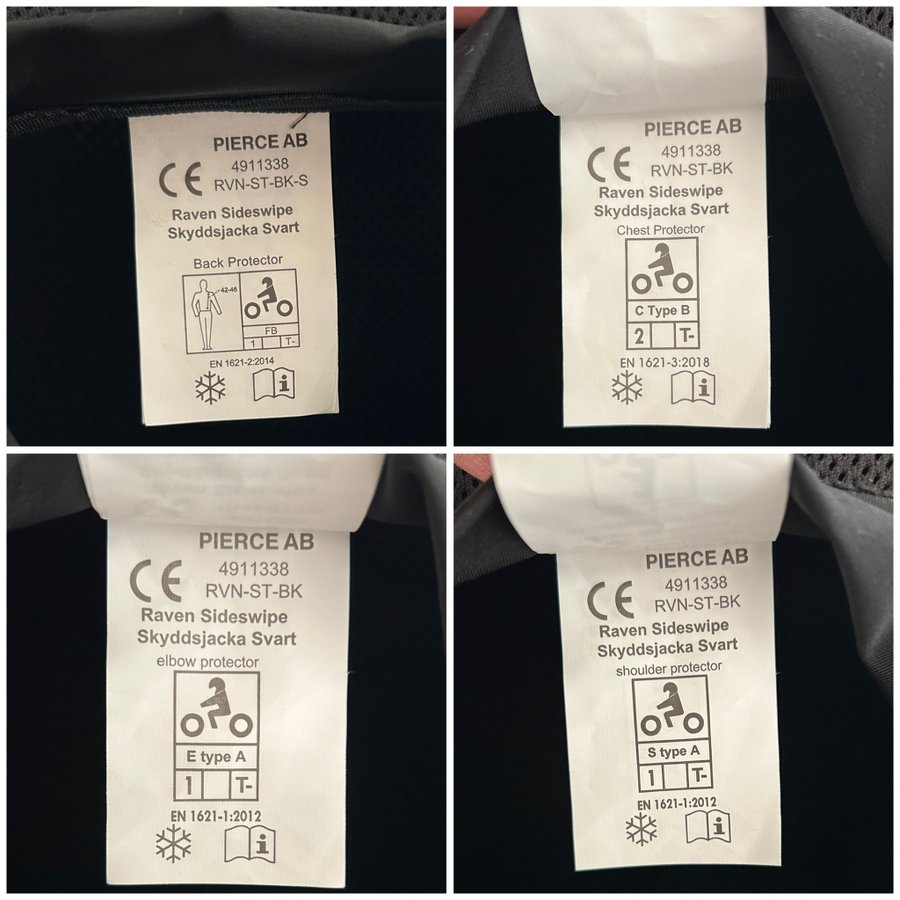 PIERCE AB
4911338
CE RVN-ST-BK-S
Raven Sideswipe
Skyddsjacka Svart
Back Protector
42-46
FB
1 T-
EN 1621-2:2014
i
PIERCE AB
4911338
CE RVN-ST-BK
Raven Sideswipe
Skyddsjacka Svart
Chest Protector
C Type B
2 T-
EN 1621-3:2018
i
PIERCE AB
4911338
CE RVN-ST-BK
Raven Sideswipe
Skyddsjacka Svart
elbow protector
E type A
1 T-
EN 1621-1:2012
i
PIERCE AB
4911338
CE RVN-ST-BK
Raven Sideswipe
Skyddsjacka Svart
shoulder protector
S type A
1 T-
EN 1621-1:2012
i